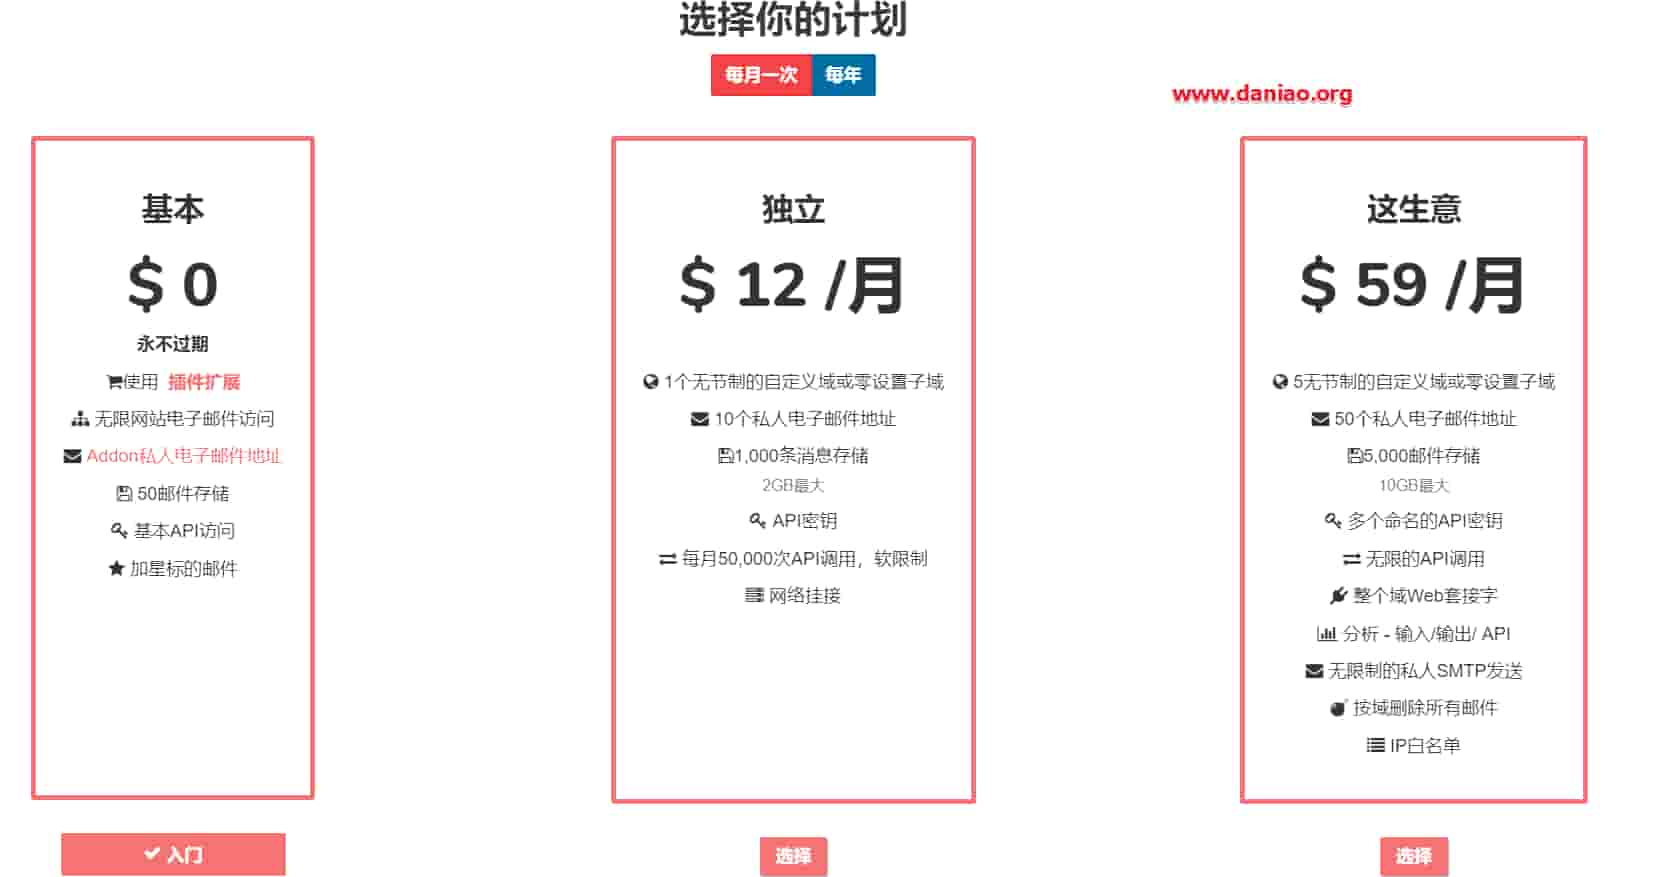 选择你的计划
每月一次 每年
www.daniao.org
基本
$ 0
永不过期
使用 插件扩展
无限网站电子邮件访问
Addon私人电子邮件地址
50邮件存储
基本API访问
加星标的邮件
入门
独立
$ 12 /月
1个无节制的自定义域或零设置子域
10个私人电子邮件地址
1,000条消息存储
2GB最大
API密钥
每月50,000次API调用，软限制
网络挂接
选择
这生意
$ 59 /月
5无节制的自定义域或零设置子域
50个私人电子邮件地址
5,000邮件存储
10GB最大
多个命名的API密钥
无限的API调用
整个域Web套接字
分析 - 输入/输出/ API
无限制的私人SMTP发送
按域删除所有邮件
IP白名单
选择